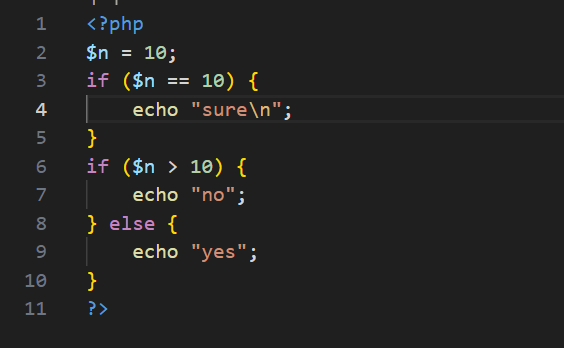 1 <?php
2 $n = 10;
3 if ($n == 10) {
4     echo "sure\n";
5 }
6 if ($n > 10) {
7     echo "no";
8 } else {
9     echo "yes";
10 }
11 ?>